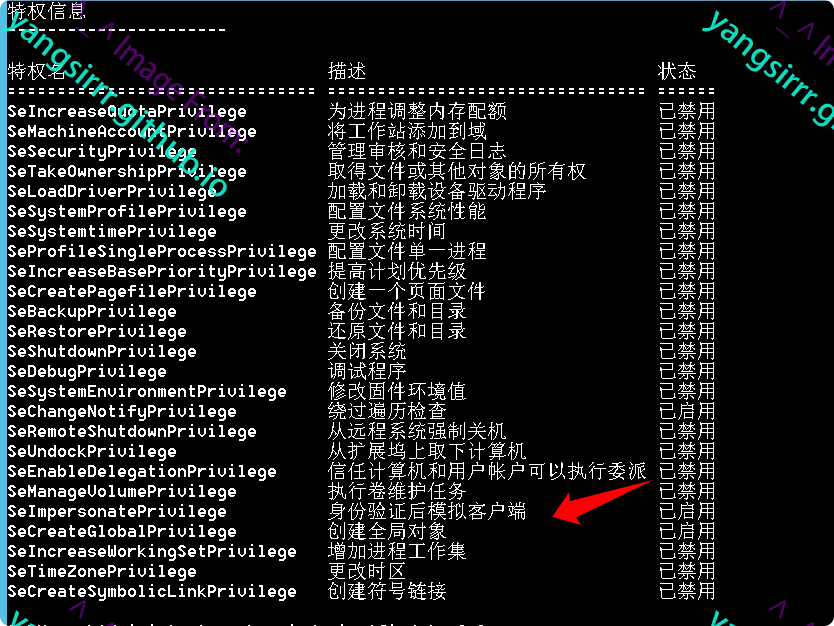 特权信息
----------------------
特权名 描述 状态
=============================== ================================ ======
SeIncreaseQuotaPrivilege 为进程调整内存配额 已禁用
SeMachineAccountPrivilege 将工作站添加到域 已禁用
SeSecurityPrivilege 管理审核和安全日志 已禁用
SeTakeOwnershipPrivilege 取得文件或其他对象的所有权 已禁用
SeLoadDriverPrivilege 加载和卸载设备驱动程序 已禁用
SeSystemProfilePrivilege 配置文件系统性能 已禁用
SeSystemtimePrivilege 更改系统时间 已禁用
SeProfileSingleProcessPrivilege 配置文件单一进程 已禁用
SeIncreaseBasePriorityPrivilege 提高计划优先级 已禁用
SeCreatePagefilePrivilege 创建一个页面文件 已禁用
SeBackupPrivilege 备份文件和目录 已禁用
SeRestorePrivilege 还原文件和目录 已禁用
SeShutdownPrivilege 关闭系统 已禁用
SeDebugPrivilege 调试程序 已禁用
SeSystemEnvironmentPrivilege 修改固件环境值 已禁用
SeChangeNotifyPrivilege 绕过遍历检查 已启用
SeRemoteShutdownPrivilege 从远程系统强制关机 已禁用
SeUndockPrivilege 从扩展坞上取下计算机 已禁用
SeEnableDelegationPrivilege 信任计算机和用户帐户可以执行委派 已禁用
SeManageVolumePrivilege 执行卷维护任务 已禁用
SeImpersonatePrivilege 身份验证后模拟客户端 已启用
SeCreateGlobalPrivilege 创建全局对象 已启用
SeIncreaseWorkingSetPrivilege 增加进程工作集 已禁用
SeTimeZonePrivilege 更改时区 已禁用
SeCreateSymbolicLinkPrivilege 创建符号链接 已禁用
yangsirrr.github.io
^_^ Image From:
yangsirrr.g